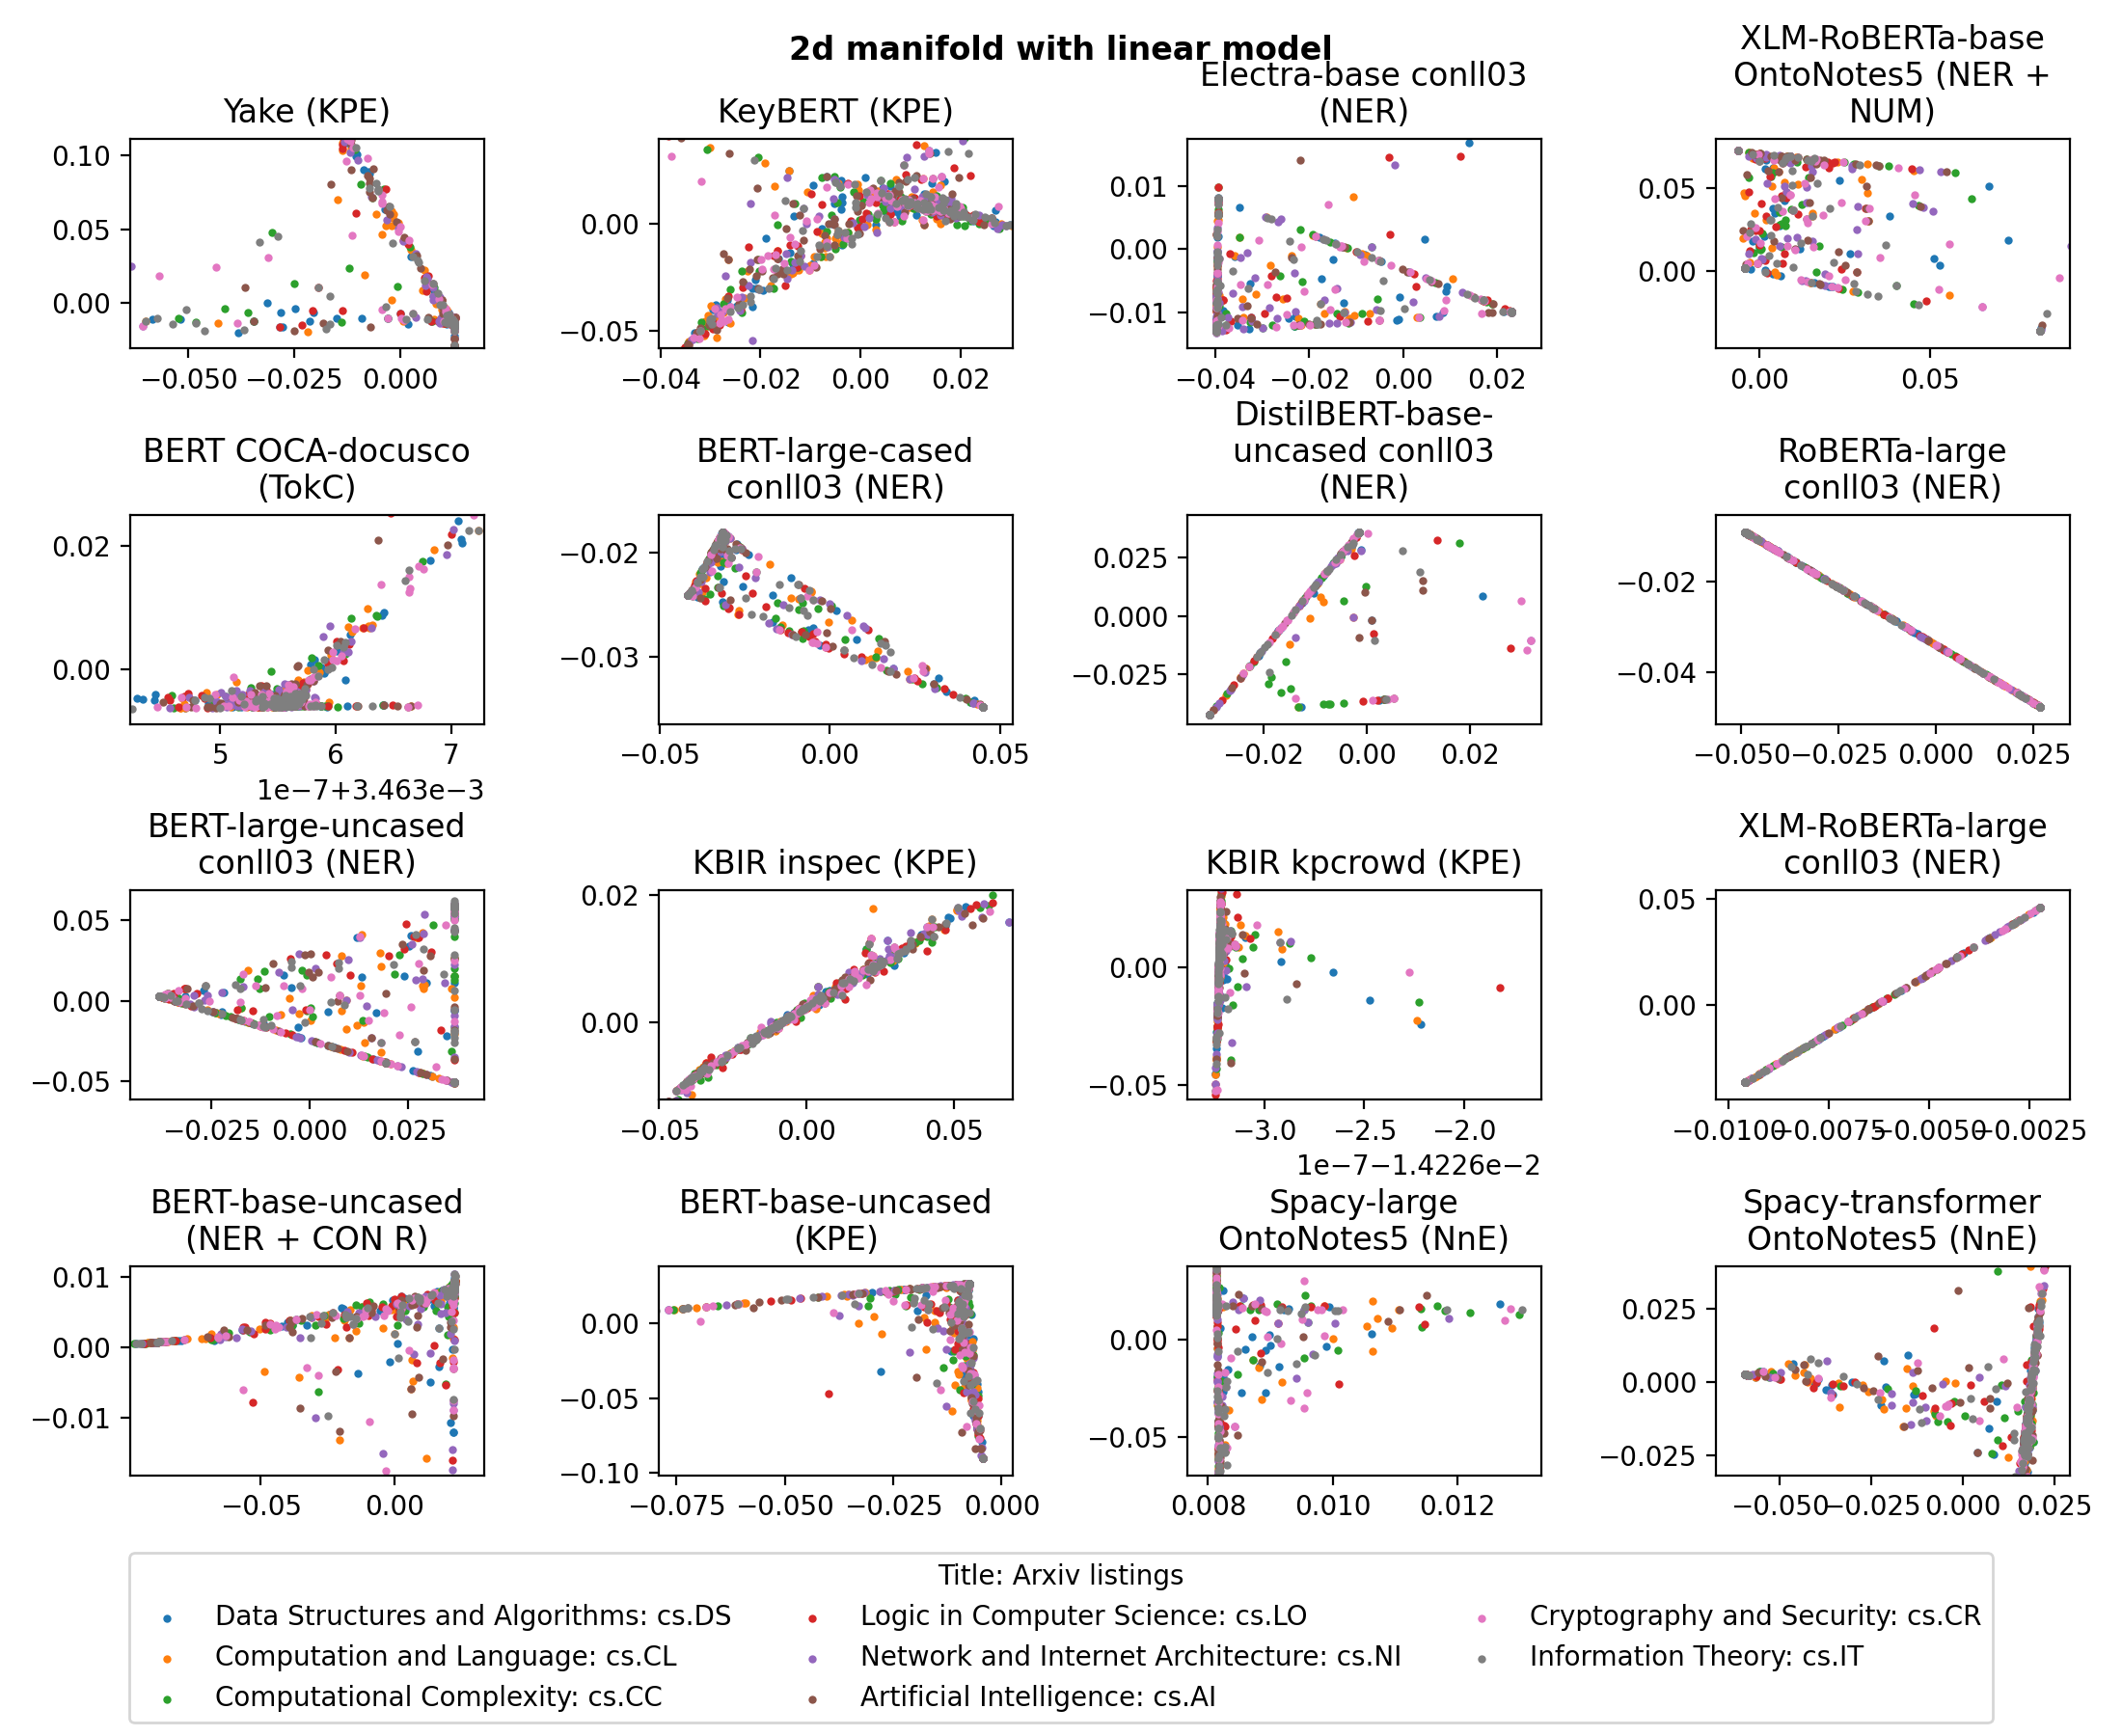 2d manifold with linear model
Yake (KPE)
0.10
0.05
0.00
−0.050
−0.025
0.000
KeyBERT (KPE)
0.00
−0.05
−0.04
−0.02
0.00
0.02
Electra-base conll03
(NER)
0.01
0.00
−0.01
−0.04
−0.02
0.00
0.02
XLM-RoBERTa-base
OntoNotes5 (NER +
NUM)
0.05
0.00
0.00
0.05
BERT COCA-docusco
(TokC)
0.02
0.00
5
6
7
1e−7+3.463e−3
BERT-large-cased
conll03 (NER)
−0.02
−0.03
−0.05
0.00
0.05
DistilBERT-base-
uncased conll03
(NER)
0.025
0.000
−0.025
−0.02
0.00
0.02
RoBERTa-large
conll03 (NER)
−0.02
−0.04
−0.050
−0.025
0.000
0.025
BERT-large-uncased
conll03 (NER)
0.05
0.00
−0.05
−0.025
0.000
0.025
KBIR inspec (KPE)
0.02
0.00
−0.05
0.00
0.05
KBIR kpcrowd (KPE)
0.00
−0.05
−3.0
−2.5
−2.0
1e−7−1.4226e−2
XLM-RoBERTa-large
conll03 (NER)
0.05
0.00
−0.0100
−0.0075
−0.0050
−0.0025
BERT-base-uncased
(NER + CON R)
0.01
0.00
−0.01
−0.05
0.00
BERT-base-uncased
(KPE)
0.00
−0.05
−0.10
−0.075
−0.050
−0.025
0.000
Spacy-large
OntoNotes5 (NnE)
0.00
−0.05
0.008
0.010
0.012
Spacy-transformer
OntoNotes5 (NnE)
0.025
0.000
−0.025
−0.050
−0.025
0.000
0.025
Title: Arxiv listings
Data Structures and Algorithms: cs.DS
Computation and Language: cs.CL
Computational Complexity: cs.CC
Logic in Computer Science: cs.LO
Network and Internet Architecture: cs.NI
Artificial Intelligence: cs.AI
Cryptography and Security: cs.CR
Information Theory: cs.IT